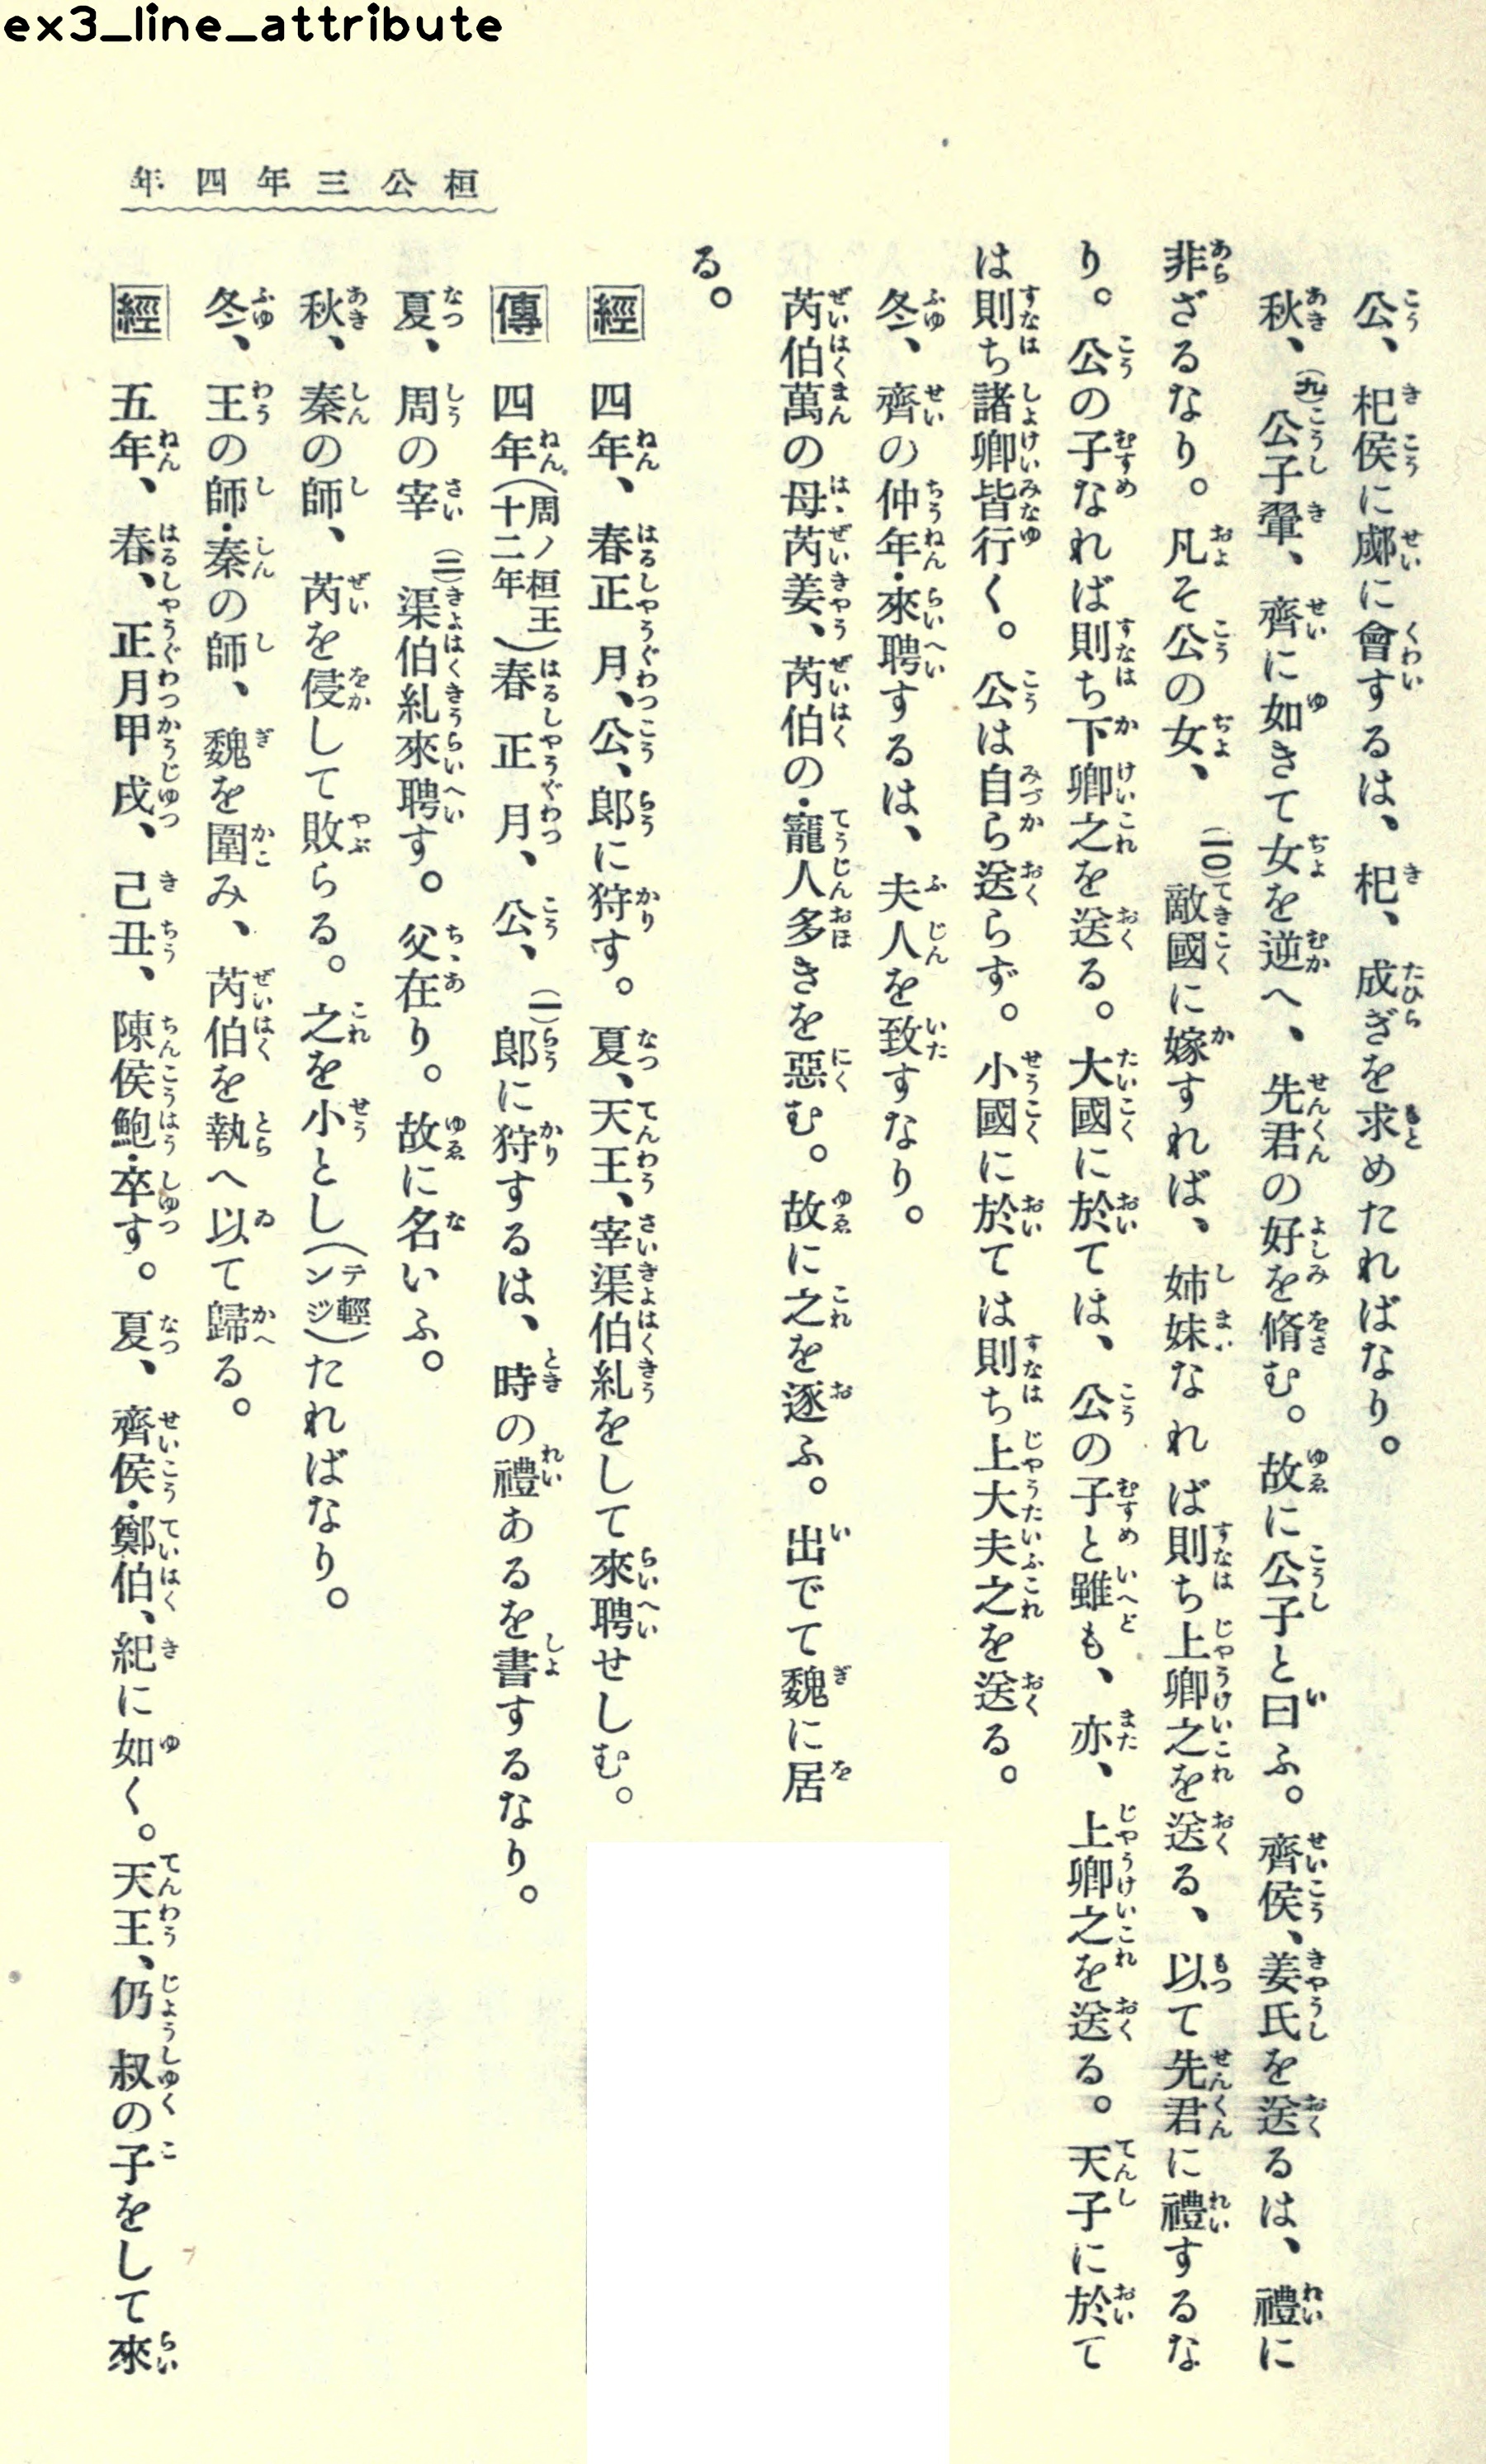 ex3_line_attribute
桓公三年四年
公、杞侯に郕に會するは、杞、成ぎを求めたればなり。
秋、(九)公子翬、齊に如きて女を逆へ、先君の好を脩む。故に公子と曰ふ。齊侯、姜氏を送るは、禮に
非ざるなり。凡そ公の女、(一〇)敵國に嫁すれば、姉妹なれば則ち上卿之を送る、以て先君に禮するな
り。公の子なれば則ち下卿之を送る。大國に於ては、公の子と雖も、亦、上卿之を送る。天子に於て
は則ち諸卿皆行く。公は自ら送らず。小國に於ては則ち上大夫之を送る。
冬、齊の仲年・來聘するは、夫人を致すなり。
芮伯萬の母芮姜、芮伯の・寵人多きを惡む。故に之を逐ふ。出でて魏に居
る。
經 四年、春正月、公、郎に狩す。夏、天王、宰渠伯糾をして來聘せしむ。
傳 四年。(周ノ桓王十二年)春正月、公、(一)郎に狩するは、時の禮あるを書するなり。
夏、周の宰(二)渠伯糾來聘す。父在り。故に名いふ。
秋、秦の師、芮を侵して敗らる。之を小とし(テ輕ンジ)たればなり。
冬、王の師・秦の師、魏を圍み、芮伯を執へ以て歸る。
經 五年、春、正月甲戌、己丑、陳侯鮑・卒す。夏、齊侯・鄭伯、紀に如く。天王、仍叔の子をして來